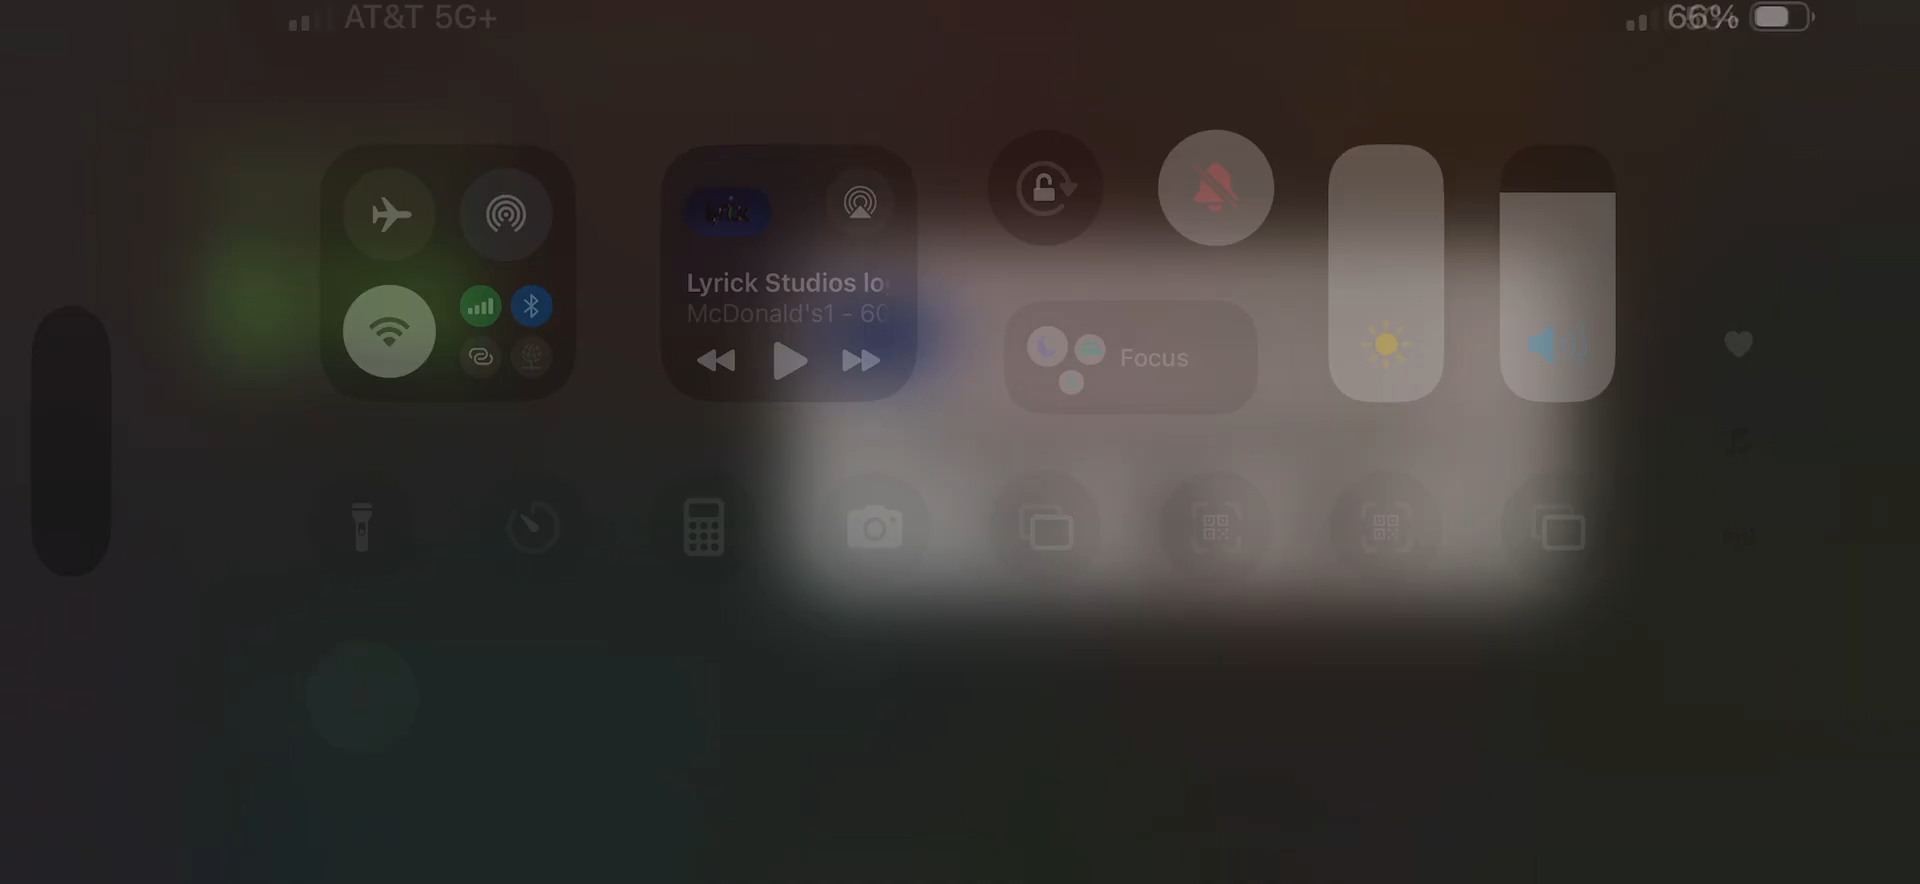 AT&T 5G+
66%
Lyrick Studios lo
McDonald's1 - 60
Focus